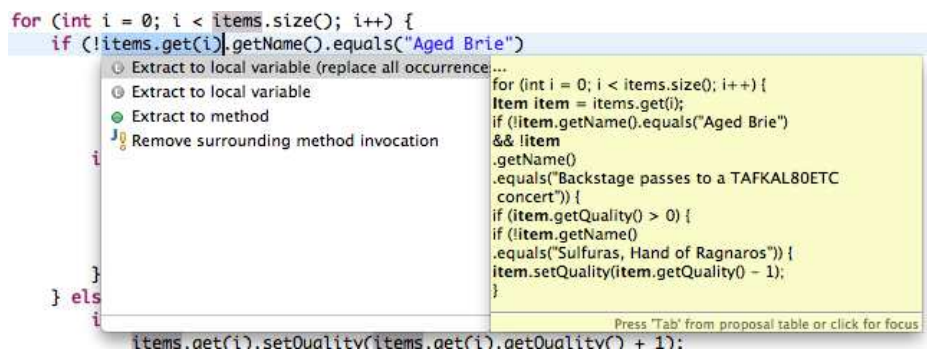 for (int i = 0; i < items.size(); i++) {
if (!items.get(i).getName().equals("Aged Brie")
Extract to local variable (replace all occurrence
Extract to local variable
Extract to method
Remove surrounding method invocation
...
for (int i = 0; i < items.size(); i++) {
Item item = items.get(i);
if (!item.getName().equals("Aged Brie")
&& !item
.getName()
.equals("Backstage passes to a TAFKAL80ETC
concert")) {
if (item.getQuality() > 0) {
if (!item.getName()
.equals("Sulfuras, Hand of Ragnaros")) {
item.setQuality(item.getQuality() - 1);
}
Press 'Tab' from proposal table or click for focus
i
}
} els
i
items.get(i).setQuality(items.get(i).getQuality() + 1);